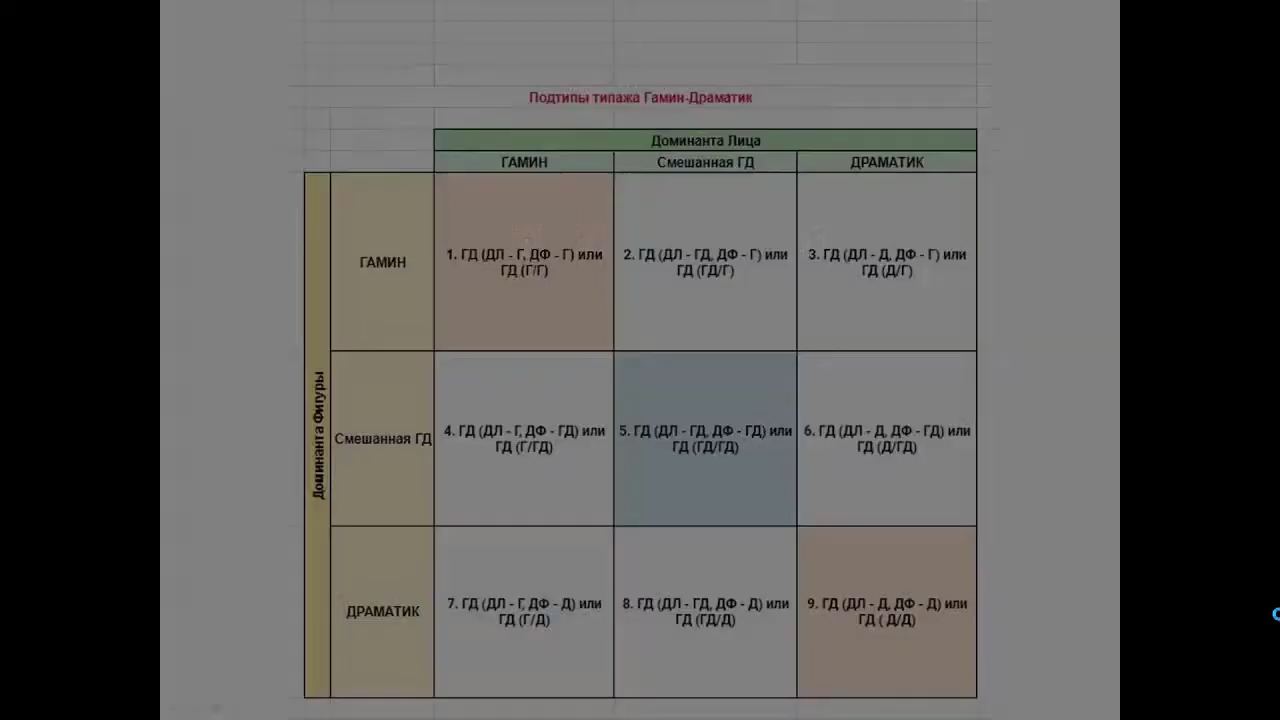 Подтипы типажа Гамин-Драматик
Доминанта Лица
ГАМИН
Смешанная ГД
ДРАМАТИК
Доминанта Фигуры
ГАМИН
1. ГД (ДЛ - Г, ДФ - Г) или
ГД (Г/Г)
2. ГД (ДЛ - ГД, ДФ - Г) или
ГД (ГД/Г)
3. ГД (ДЛ - Д, ДФ - Г) или
ГД (Д/Г)
Смешанная ГД
4. ГД (ДЛ - Г, ДФ - ГД) или
ГД (Г/ГД)
5. ГД (ДЛ - ГД, ДФ - ГД) или
ГД (ГД/ГД)
6. ГД (ДЛ - Д, ДФ - ГД) или
ГД (Д/ГД)
ДРАМАТИК
7. ГД (ДЛ - Г, ДФ - Д) или
ГД (Г/Д)
8. ГД (ДЛ - ГД, ДФ - Д) или
ГД (ГД/Д)
9. ГД (ДЛ - Д, ДФ - Д) или
ГД ( Д/Д)